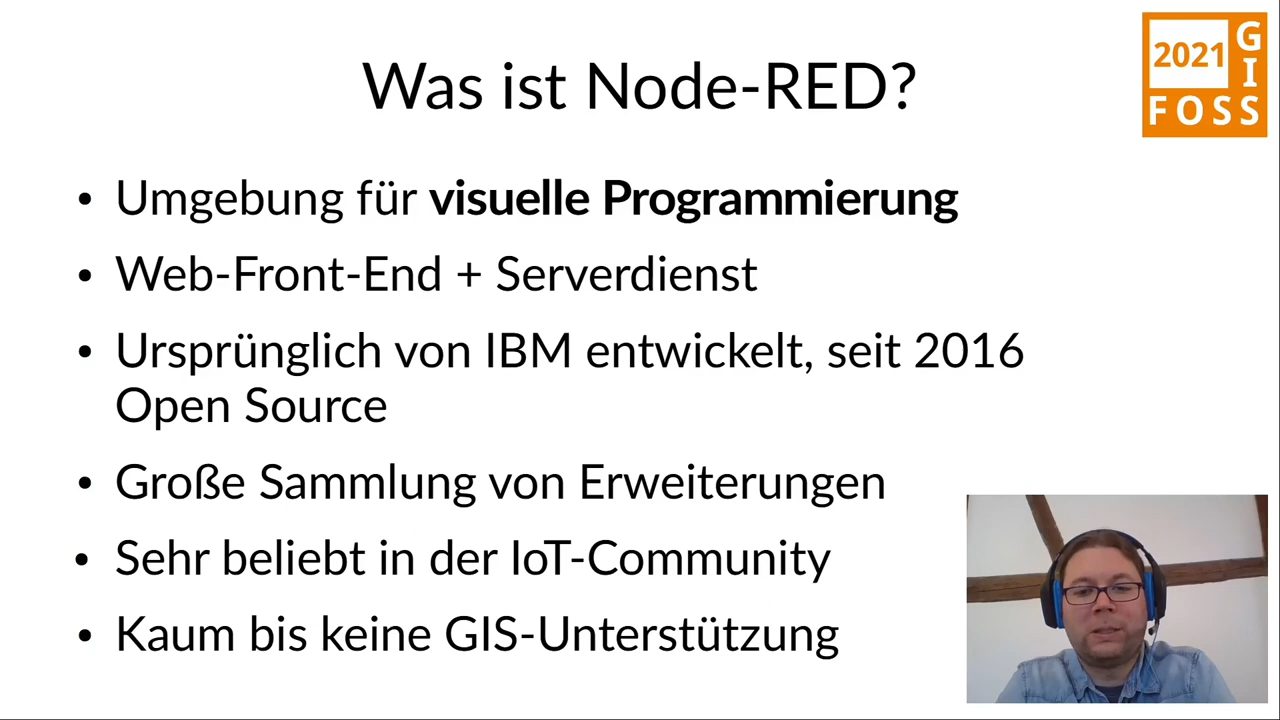 Was ist Node-RED?
2021
GIS
FOSS
Umgebung für visuelle Programmierung
Web-Front-End + Serverdienst
Ursprünglich von IBM entwickelt, seit 2016
Open Source
Große Sammlung von Erweiterungen
Sehr beliebt in der IoT-Community
Kaum bis keine GIS-Unterstützung